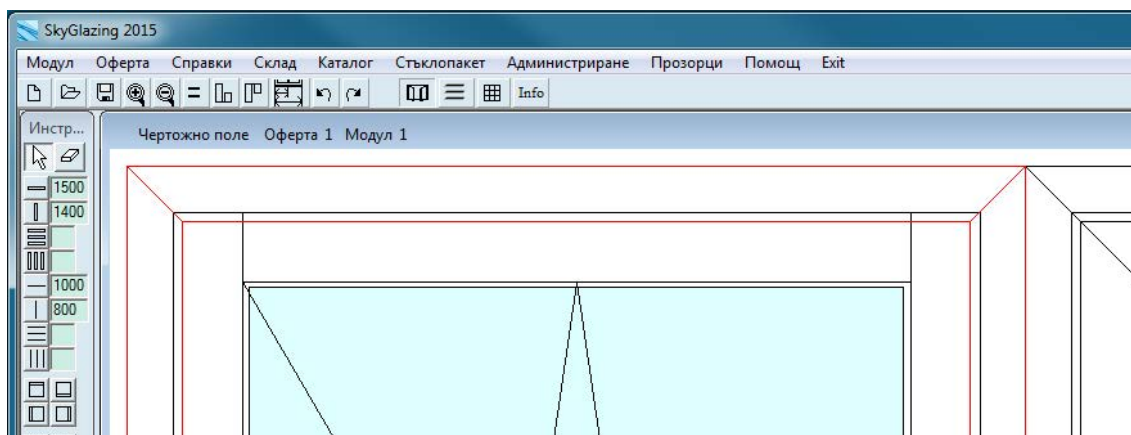 SkyGlazing 2015
Модул Оферта Справки Склад Каталог Стъклопакет Администриране Прозорци Помощ Exit
Info
Инстр...
Чертожно поле Оферта 1 Модул 1
1500
1400
1000
800